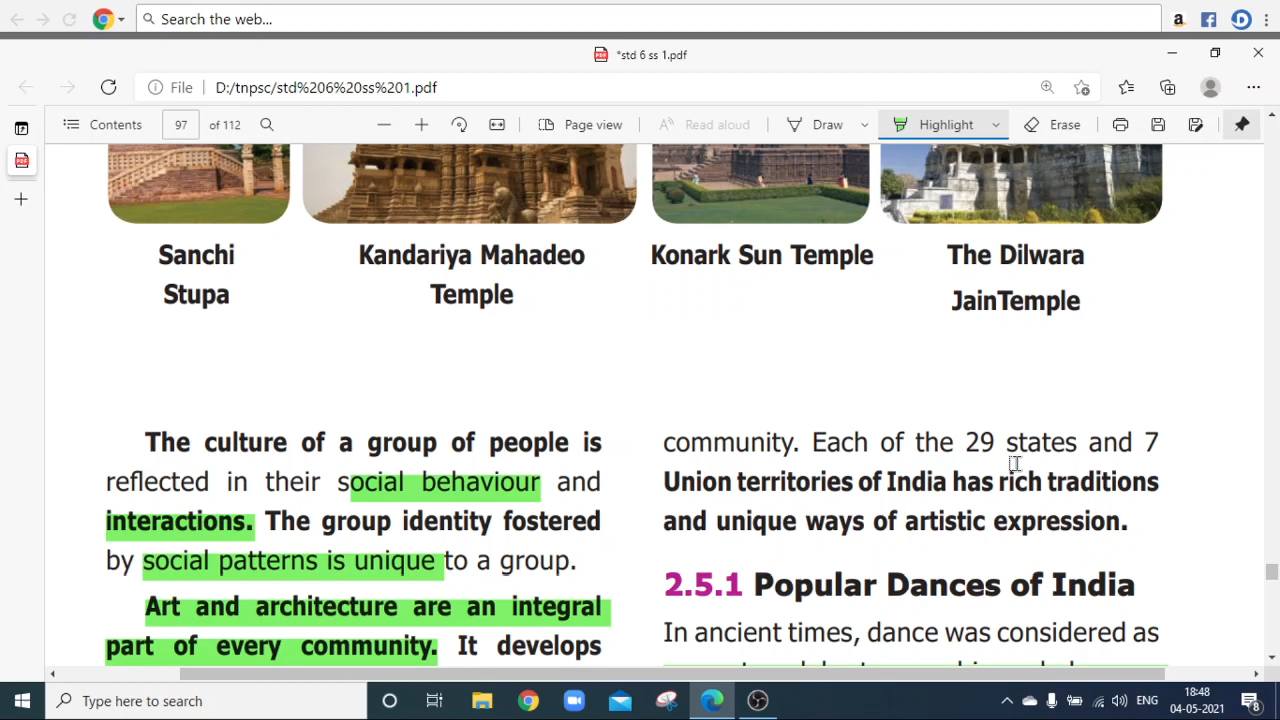 Search the web...
*std 6 ss 1.pdf
File D:/tnpsc/std%206%20ss%201.pdf
Contents 97 of 112 Page view Read aloud Draw Highlight Erase
Sanchi
Stupa
Kandariya Mahadeo
Temple
Konark Sun Temple
The Dilwara
JainTemple
The culture of a group of people is
reflected in their social behaviour and
interactions. The group identity fostered
by social patterns is unique to a group.
Art and architecture are an integral
part of every community. It develops
community. Each of the 29 states and 7
Union territories of India has rich traditions
and unique ways of artistic expression.
2.5.1 Popular Dances of India
In ancient times, dance was considered as
Type here to search
ENG
18:48
04-05-2021
8